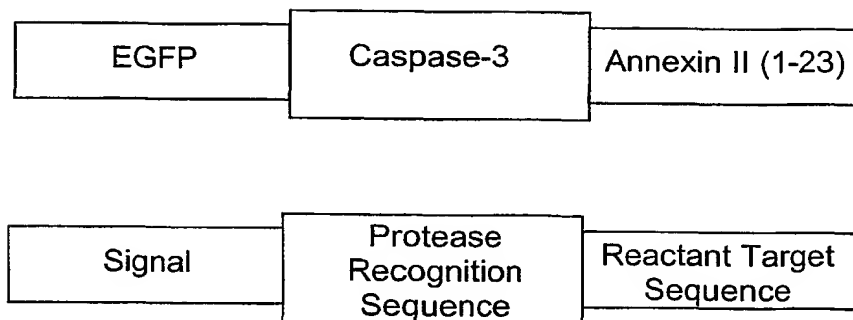 EGFP
Caspase-3
Annexin II (1-23)
Signal
Protease
Recognition
Sequence
Reactant Target
Sequence